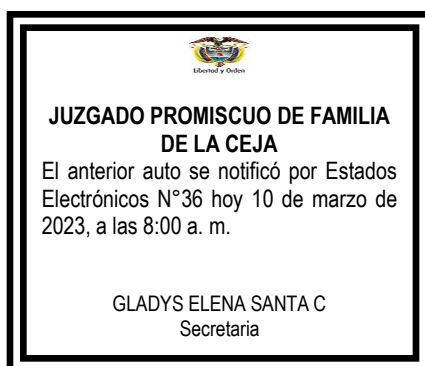 Libertad y Orden
JUZGADO PROMISCUO DE FAMILIA
DE LA CEJA
El anterior auto se notificó por Estados
Electrónicos N°36 hoy 10 de marzo de
2023, a las 8:00 a. m.
GLADYS ELENA SANTA C
Secretaria